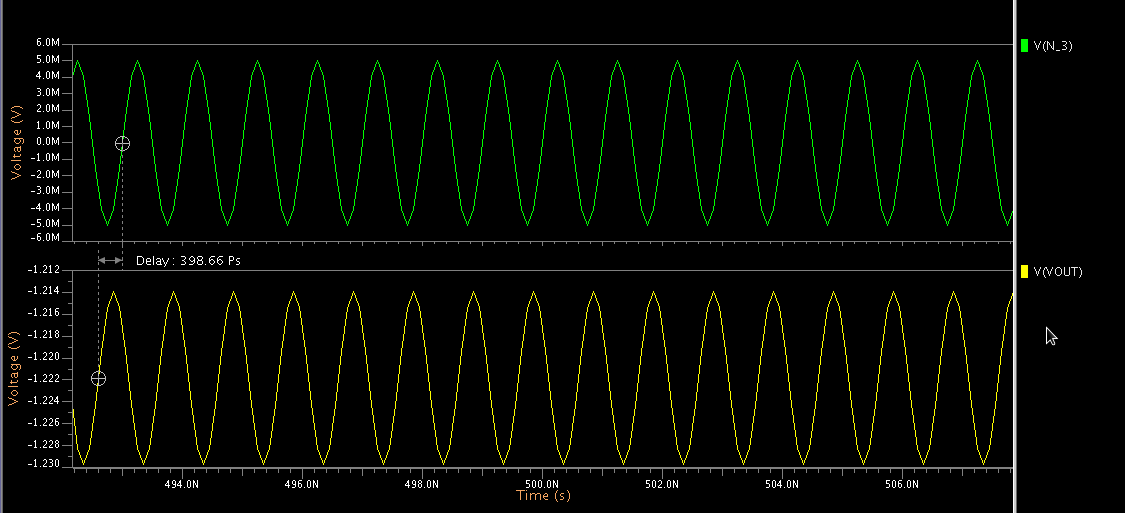 6.0M
5.0M
4.0M
3.0M
2.0M
1.0M
0.0M
-1.0M
-2.0M
-3.0M
-4.0M
-5.0M
-6.0M
Voltage (V)
V(N_3)
Delay : 398.66 Ps
-1.212
-1.214
-1.216
-1.218
-1.220
-1.222
-1.224
-1.226
-1.228
-1.230
Voltage (V)
V(VOUT)
494.0N 496.0N 498.0N 500.0N 502.0N 504.0N 506.0N
Time (s)